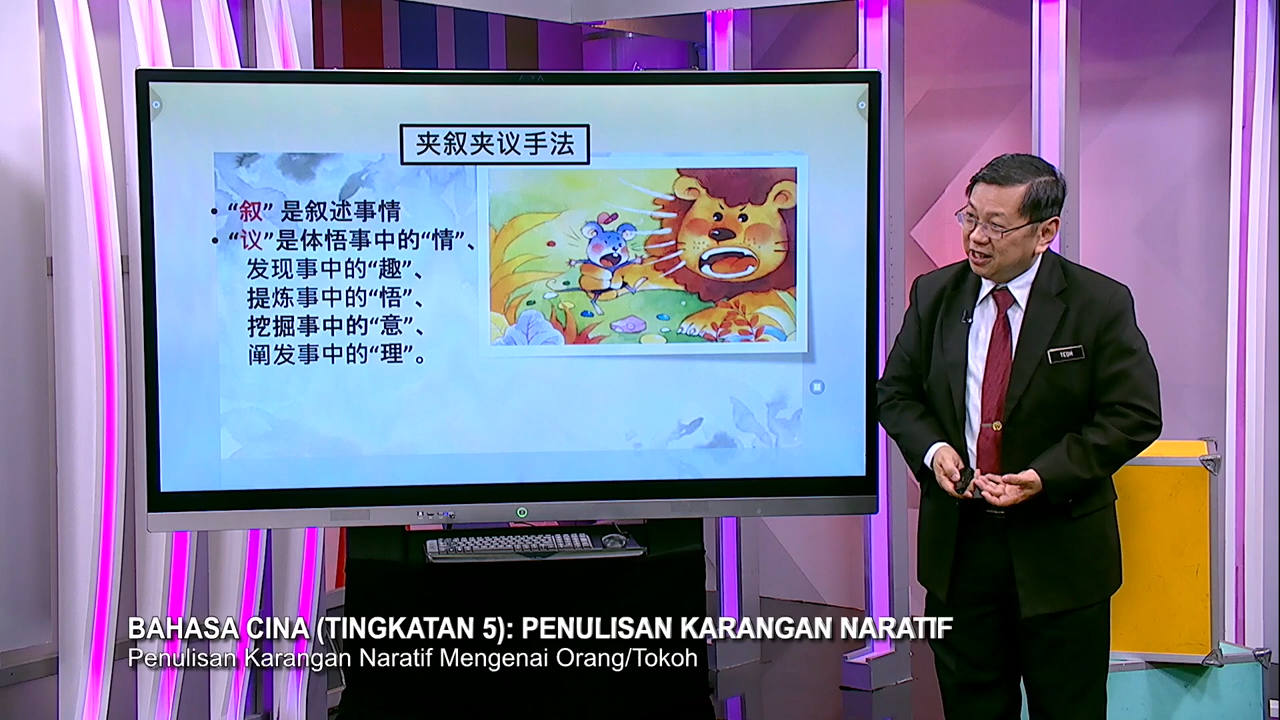 夹叙夹议手法
• “叙” 是叙述事情
• “议”是体悟事中的“情”、
发现事中的“趣”、
提炼事中的“悟”、
挖掘事中的“意”、
阐发事中的“理”。
YEOH
BAHASA CINA (TINGKATAN 5): PENULISAN KARANGAN NARATIF
Penulisan Karangan Naratif Mengenai Orang/Tokoh